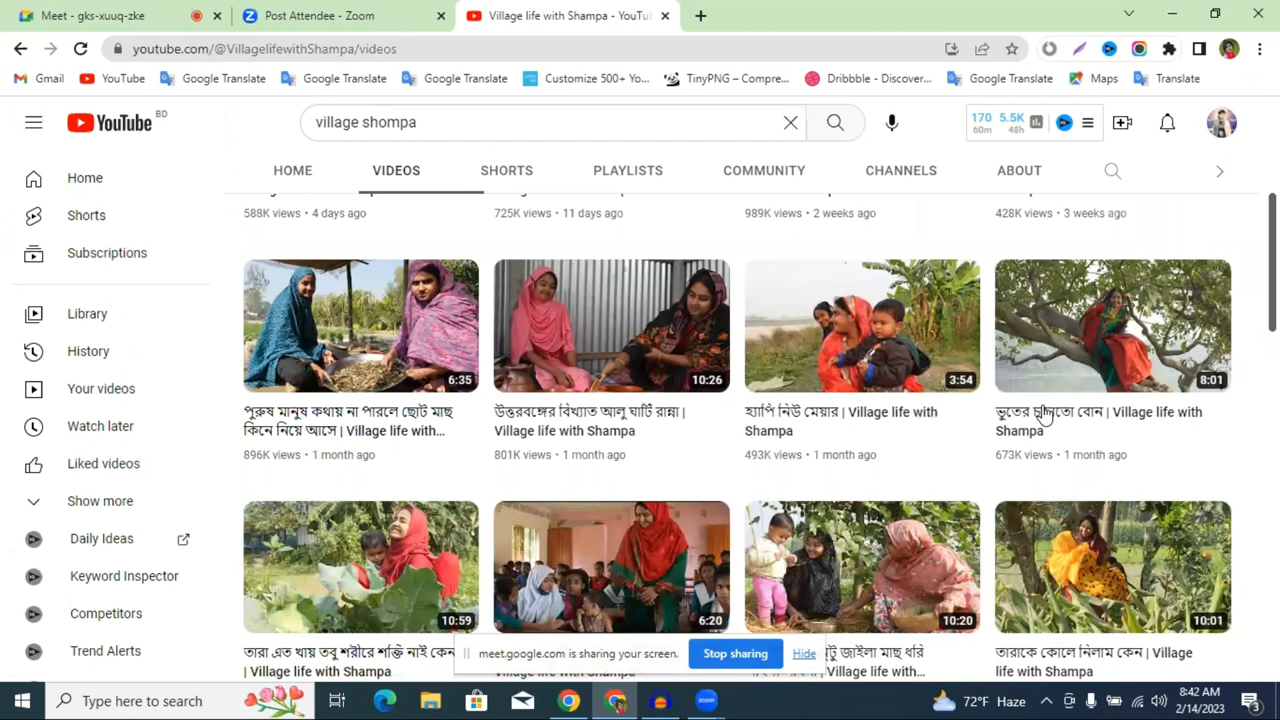 Meet - gks-xuuq-zke
Post Attendee - Zoom
Village life with Shampa - YouTu
youtube.com/@VillagelifewithShampa/videos
Gmail
YouTube
Google Translate
Google Translate
Google Translate
Customize 500+ Yo...
TinyPNG – Compre...
Dribbble - Discover...
Google Translate
Maps
Translate
YouTube BD
village shompa
170 5.5K
60m 48h
HOME VIDEOS SHORTS PLAYLISTS COMMUNITY CHANNELS ABOUT
588K views • 4 days ago
725K views • 11 days ago
989K views • 2 weeks ago
428K views • 3 weeks ago
Home
Shorts
Subscriptions
Library
History
Your videos
Watch later
Liked videos
Show more
Daily Ideas
Keyword Inspector
Competitors
Trend Alerts
6:35
পুরুষ মানুষ কথায় না পারলে ছোট মাছ
কিনে নিয়ে আসে | Village life with...
896K views • 1 month ago
10:26
উত্তরবঙ্গের বিখ্যাত আলু ঘাটি রান্না |
Village life with Shampa
801K views • 1 month ago
3:54
হ্যাপি নিউ মেয়ার | Village life with
Shampa
493K views • 1 month ago
8:01
ভুতের বোন | Village life with
Shampa
673K views • 1 month ago
10:59
তারা এত খায় তবু শরীরে শক্তি নাই কেন
| Village life with Shampa
6:20
10:20
জাইলা মাছ ধরি
life with Shampa
10:01
তারাকে কোলে নিলাম কেন | Village
life with Shampa
meet.google.com is sharing your screen.
Stop sharing
Hide
Type here to search
72°F Haze
8:42 AM
2/14/2023
3